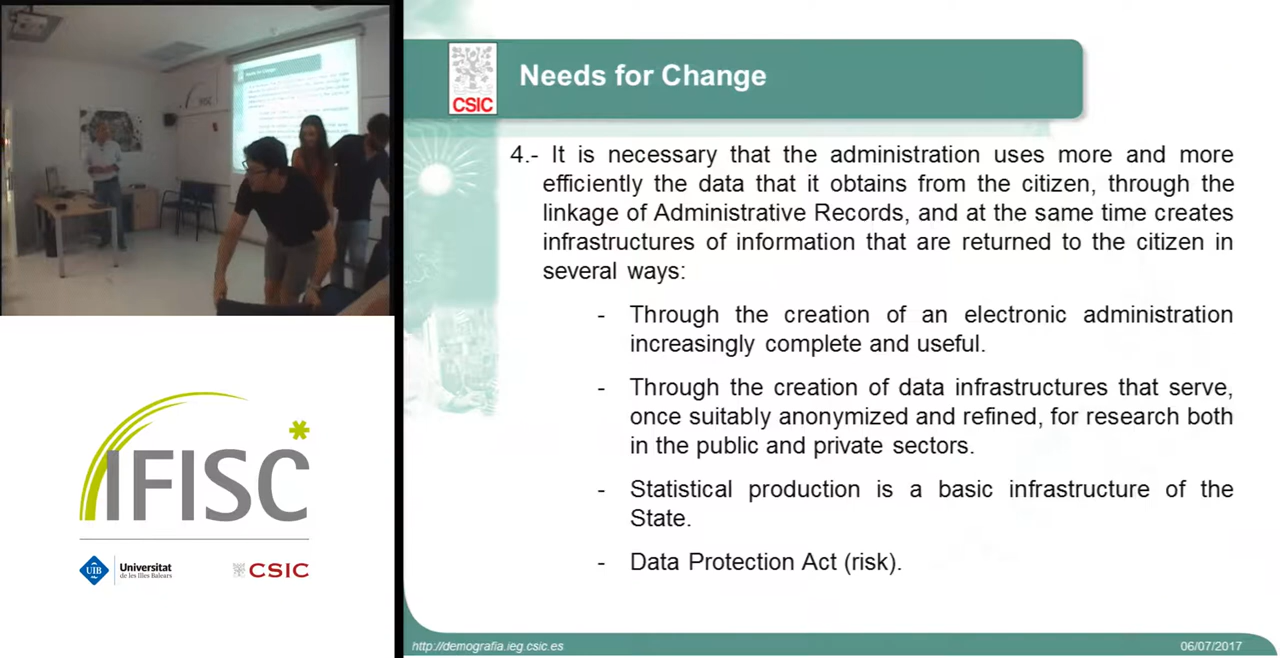 Needs for Change
CSIC
Needs for Change
4.- It is necessary that the administration uses more and more
efficiently the data that it obtains from the citizen, through the
linkage of Administrative Records, and at the same time creates
infrastructures of information that are returned to the citizen in
several ways:
- Through the creation of an electronic administration
increasingly complete and useful.
- Through the creation of data infrastructures that serve,
once suitably anonymized and refined, for research both
in the public and private sectors.
- Statistical production is a basic infrastructure of the
State.
- Data Protection Act (risk).
IFISC
UIB
Universitat
de les Illes Balears
CSIC
http://demografia.ieg.csic.es
06/07/2017